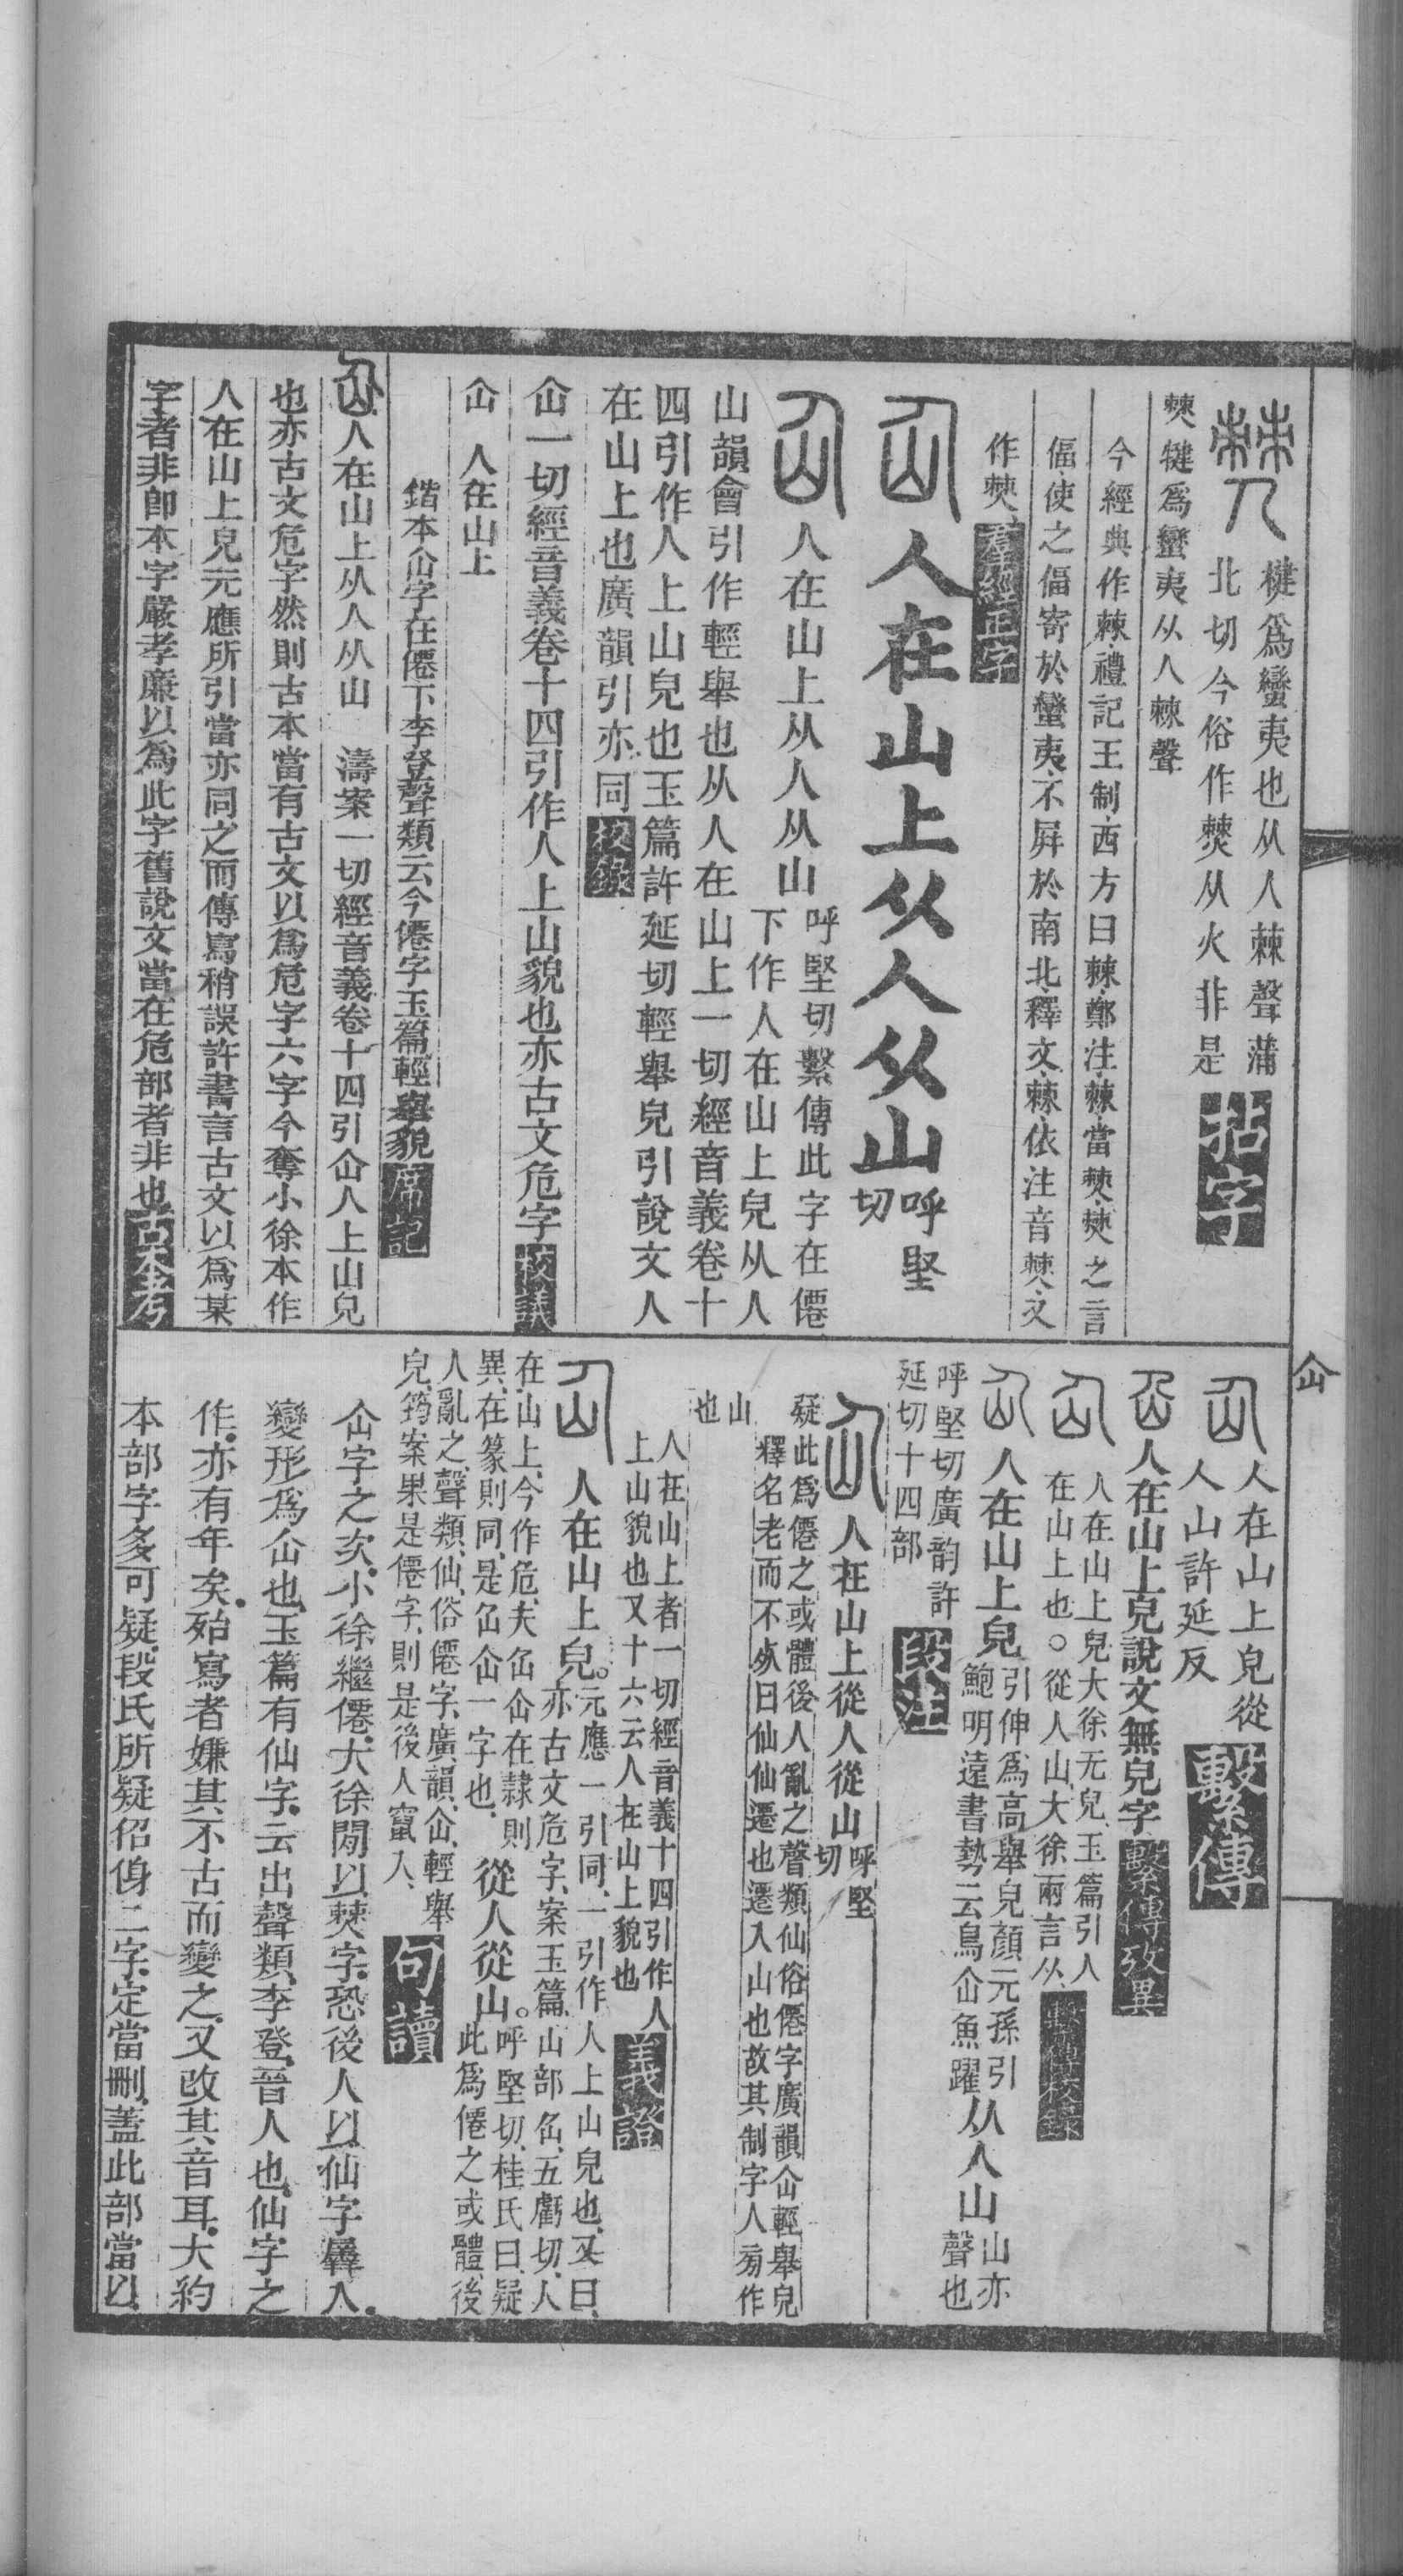 僰
犍爲蠻夷也从人棘聲蒲
北切今俗作僰从火非是
拈字
僰犍爲蠻夷从人棘聲
今經典作棘禮記王制西方曰棘鄭注棘當僰僰之言
偪使之偪寄於蠻夷不屛於南北釋文棘依注音僰文
作僰
羣經正字
仚
人在山上从人从山
呼堅
切
仚
人在山上从人从山
呼堅切繫傳此字在僊
下作人在山上皃从人
山韻會引作輕舉也从人在山上一切經音義卷十
四引作人上山皃也玉篇許延切輕舉皃引說文人
在山上也廣韻引亦同
校錄
仚一切經音義卷十四引作人上山貌也亦古文危字
校議
仚 人在山上
鍇本仚字在僊下李登聲類云今僊字玉篇輕舉貌
席記
仚人在山上从人从山 濤案一切經音義卷十四引仚人上山皃
也亦古文危字然則古本當有古文以爲危字六字今奪小徐本作
人在山上皃元應所引當亦同之而傳寫稍誤許書言古文以爲某
字者非卽本字嚴孝廉以爲此字舊說文當在危部者非也
古本考
仚
仚
人在山上皃從
人山許延反
繫傳
仚人在山上皃說文無皃字
繫傳攷異
仚
人在山上皃大徐无皃玉篇引人
在山上也○從人山大徐兩言从
繫傳校錄
仚
人在山上皃
引伸爲高舉皃顏元孫引
鮑明遠書勢云鳥仚魚躍
从人山
山亦
聲也
呼堅切廣韵許
延切十四部
段注
仚
人在山上從人從山
呼堅
切
疑此爲僊之或體後人亂之聲類仙俗僊字廣韻仚輕舉皃
釋名老而不死曰仙仙遷也遷入山也故其制字人㫄作
山
也
人在山上者一切經音義十四引作人
上山貌也又十六云人在山上貌也
義證
仚
人在山上皃。
元應一引同、一引作人上山皃也、又曰、
亦古文危字、案玉篇、山部㠯、五虧切、人
在山上、今作危、夫㠯仚在隷則
異、在篆則同、是㠯仚一字也、
從人從山。
呼堅切、桂氏曰、疑
此爲僊之或體、後
人亂之、聲類、仙、俗僊字、廣韻、仚、輕舉
皃、筠案果是僊字、則是後人竄入、
句讀
仚字之次、小徐繼僊、大徐閒以僰字、恐後人以仙字羼入、
變形爲仚也、玉篇有仙字、云出聲類、李登、晉人也、仙字之
作、亦有年矣、殆寫者嫌其不古而變之、又改其音耳、大約
本部字多可疑、段氏所疑佋㑗二字、定當刪、蓋此部當以